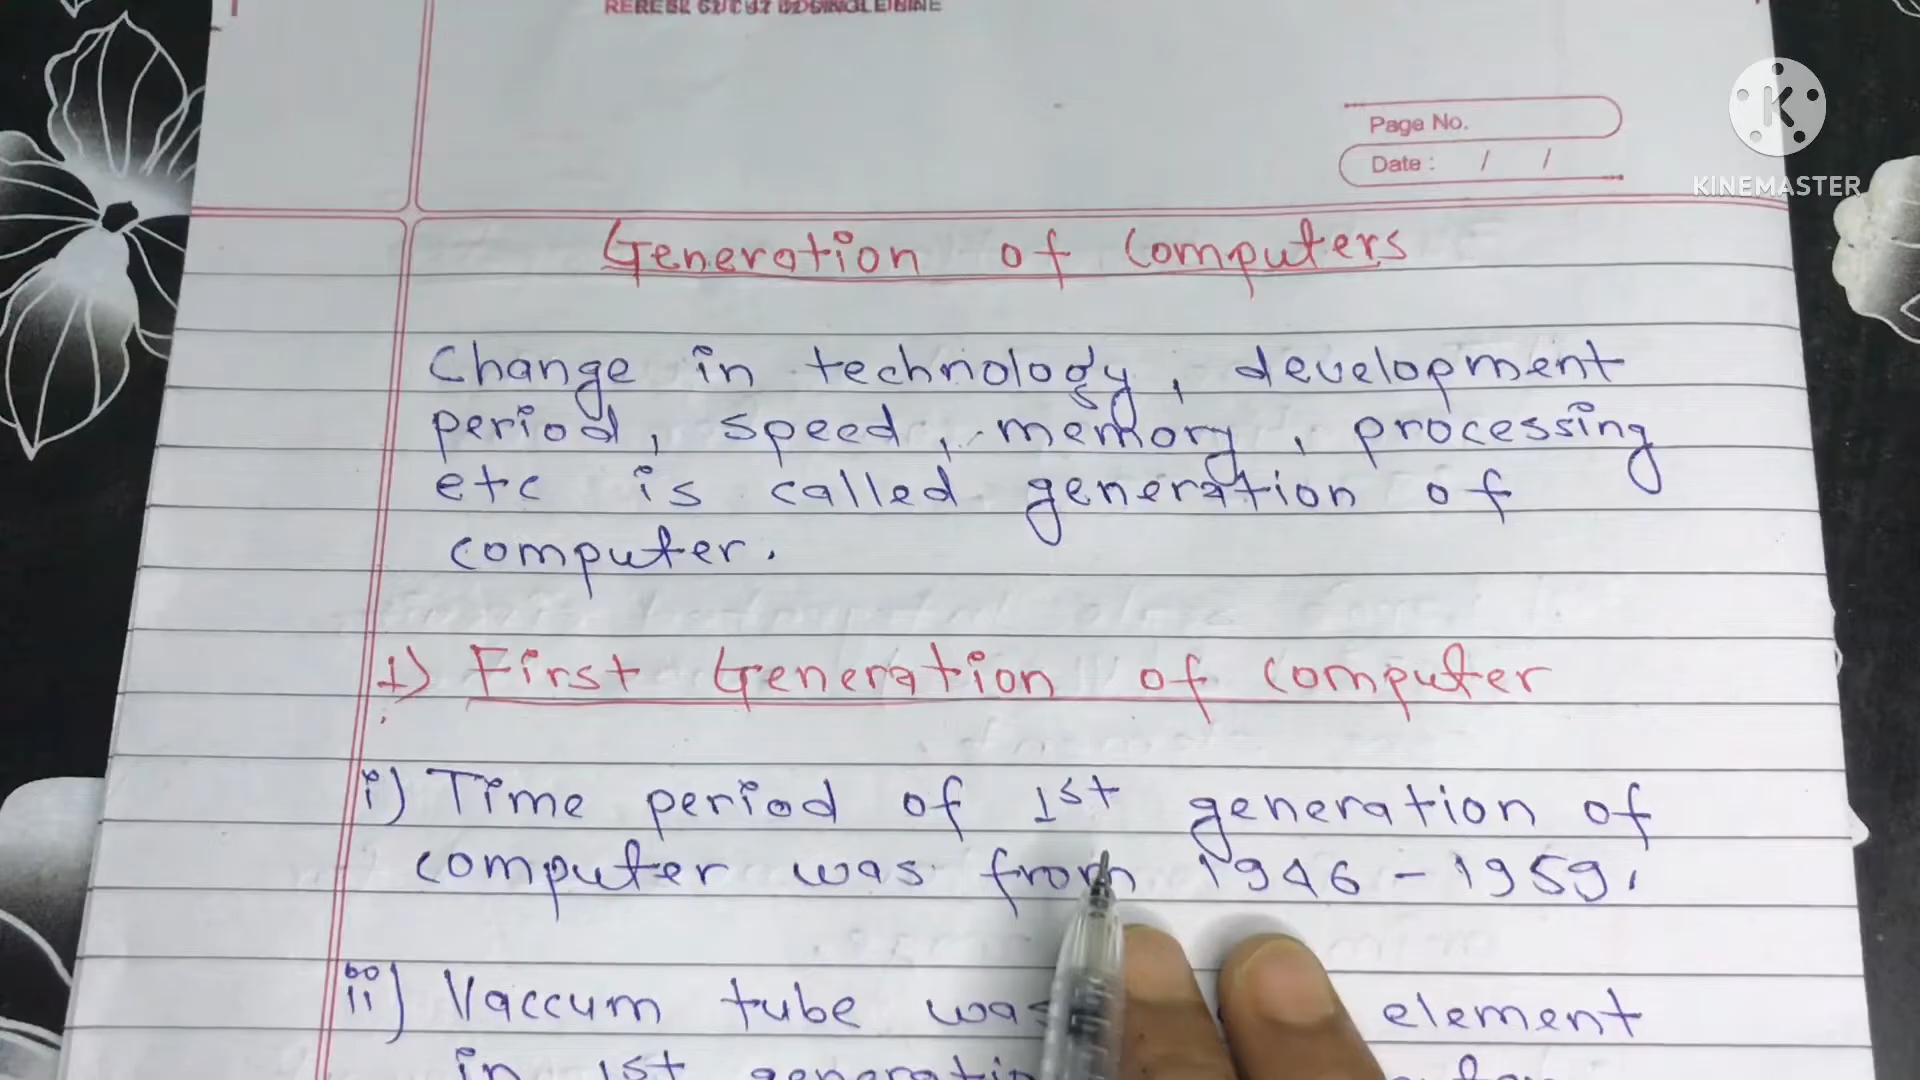 Page No.
Date : / /
KINEMASTER
Generation of Computers
Change in technology, development
period, speed, memory, processing
etc is called generation of
computer.
1) First Generation of computer
i) Time period of 1st generation of
computer was from 1946 - 1959.
ii) Vaccum tube was element
in 1st